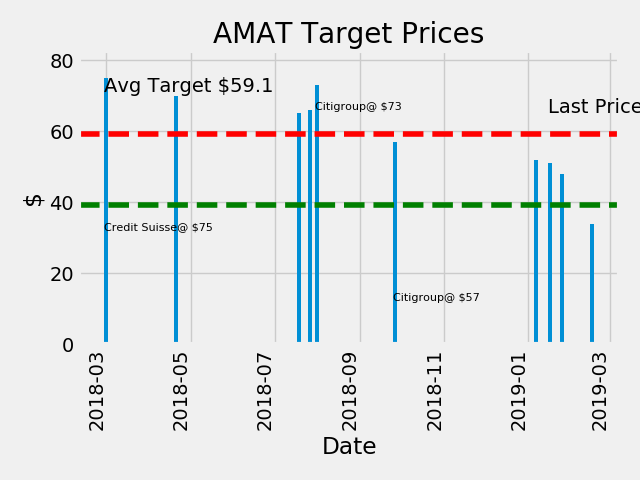 AMAT Target Prices
80
Avg Target $59.1
Citigroup@ $73
Last Price
60
$
40
Credit Suisse@ $75
20
Citigroup@ $57
0
2018-03
2018-05
2018-07
2018-09
2018-11
2019-01
2019-03
Date